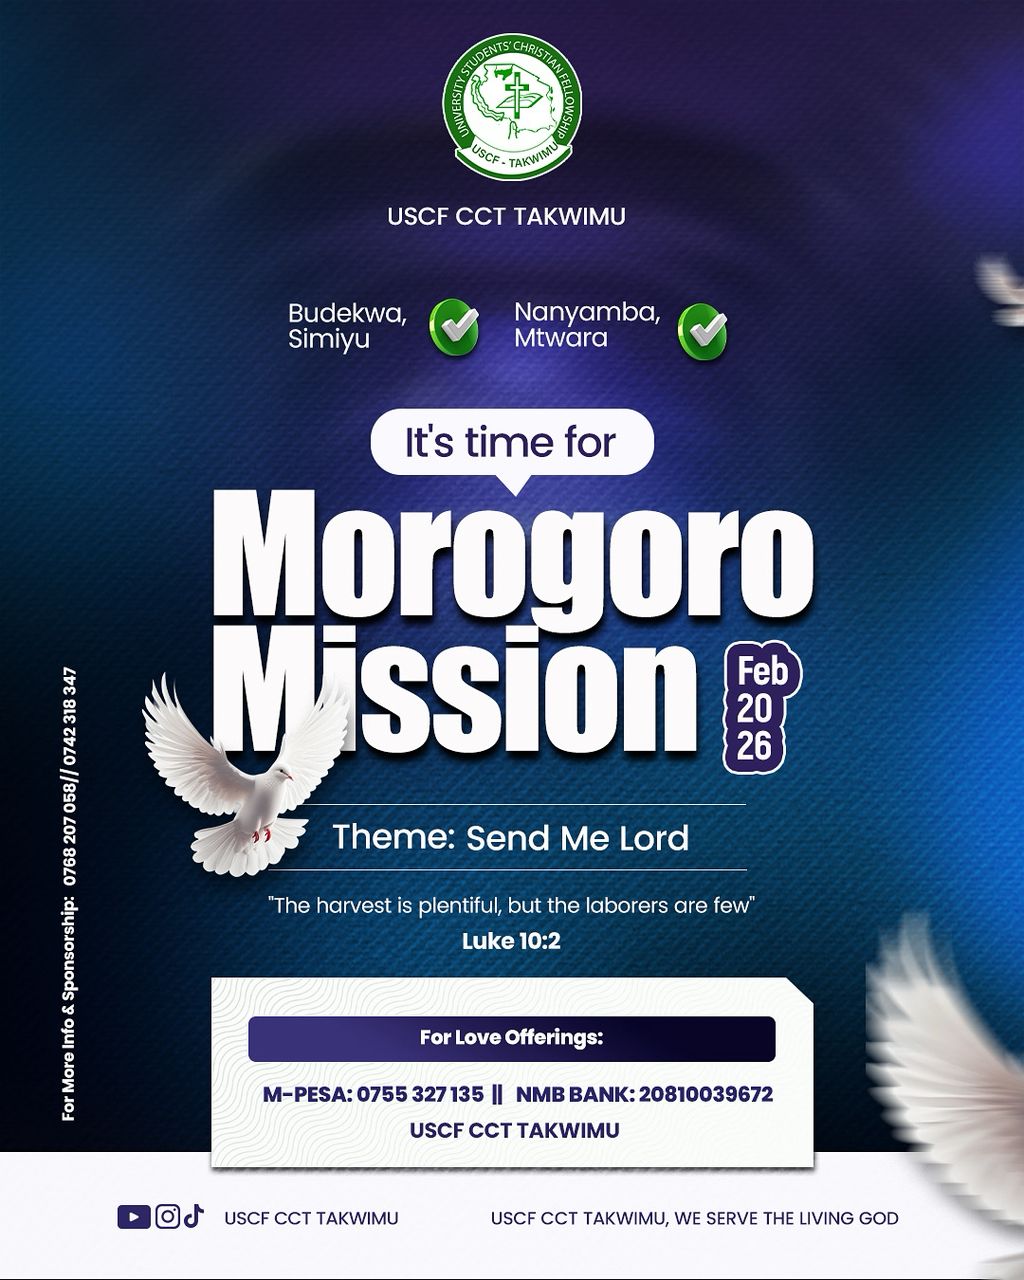 UNIVERSITY STUDENTS' CHRISTIAN FELLOWSHIP
USCF - TAKWIMU
USCF CCT TAKWIMU
Budekwa,
Simiyu
Nanyamba,
Mtwara
It's time for
Morogoro
Mission
Feb
20
26
Theme: Send Me Lord
"The harvest is plentiful, but the laborers are few"
Luke 10:2
For More Info & Sponsorship: 0768 207 058// 0742 318 347
For Love Offerings:
M-PESA: 0755 327 135 || NMB BANK: 20810039672
USCF CCT TAKWIMU
USCF CCT TAKWIMU
USCF CCT TAKWIMU, WE SERVE THE LIVING GOD